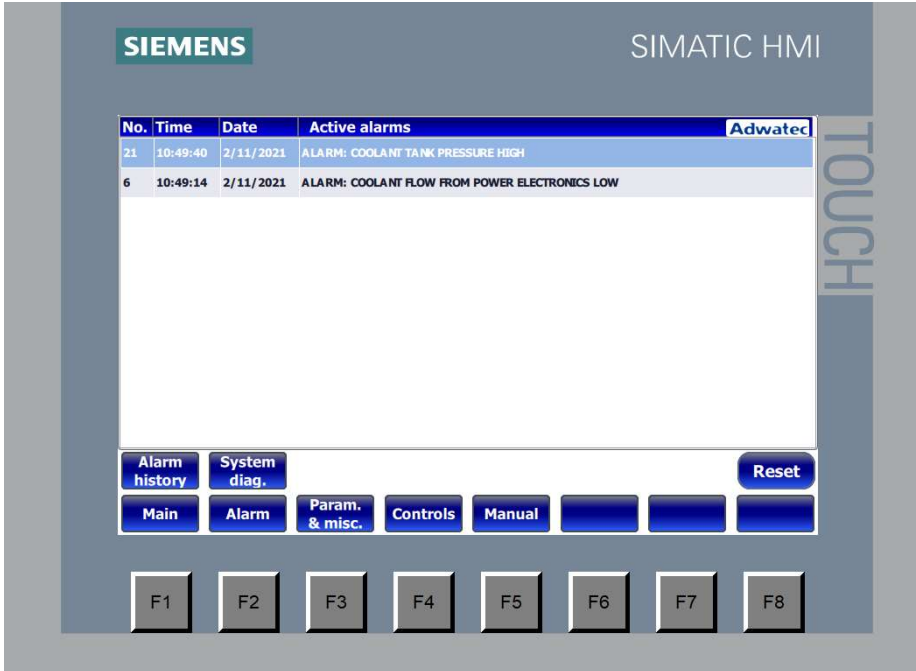 SIEMENS SIMATIC HMI
TOUCH
No. Time Date Active alarms Adwatec
21 10:49:40 2/11/2021 ALARM: COOLANT TANK PRESSURE HIGH
6 10:49:14 2/11/2021 ALARM: COOLANT FLOW FROM POWER ELECTRONICS LOW
Alarm history System diag. Reset
Main Alarm Param. & misc. Controls Manual
F1 F2 F3 F4 F5 F6 F7 F8